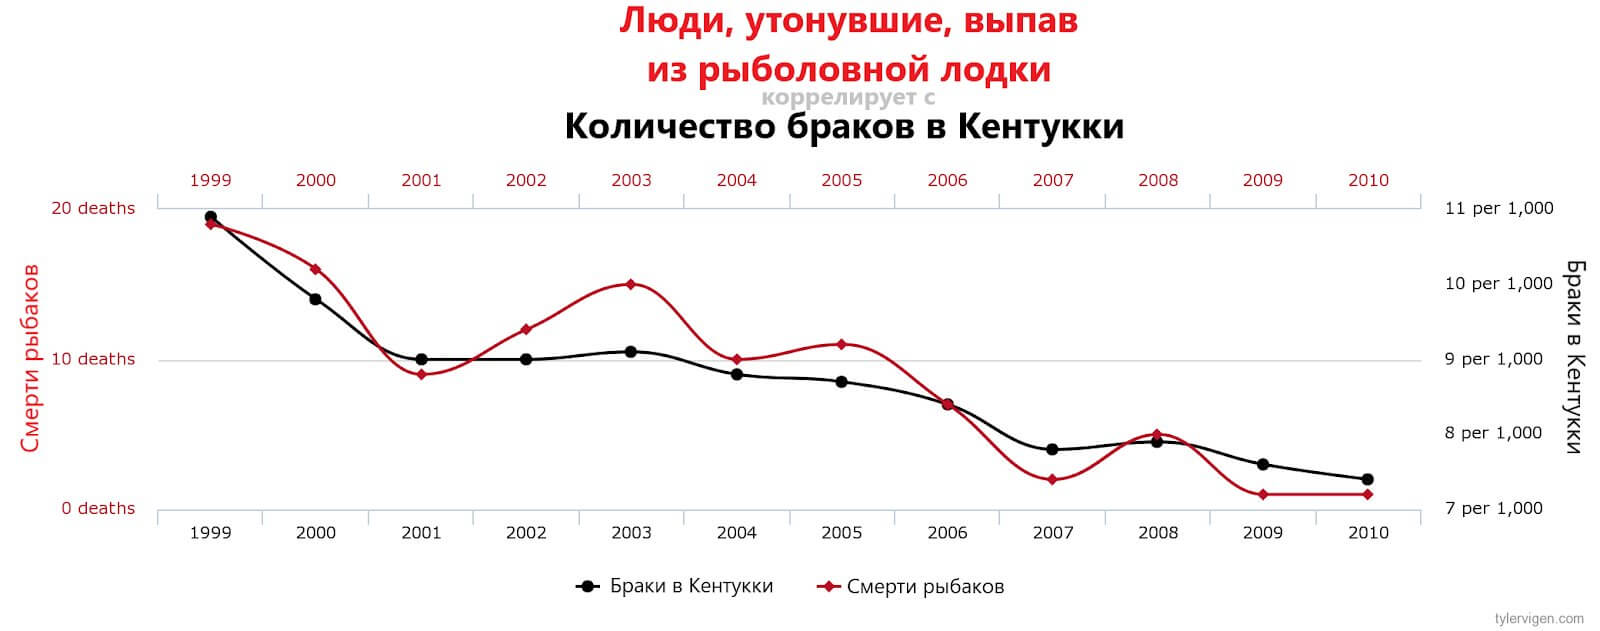 Люди, утонувшие, выпав
из рыболовной лодки
коррелирует с
Количество браков в Кентукки
1999 2000 2001 2002 2003 2004 2005 2006 2007 2008 2009 2010
20 deaths 11 per 1,000
10 per 1,000
10 deaths 9 per 1,000
8 per 1,000
0 deaths 7 per 1,000
Смерти рыбаков
Браки в Кентукки
1999 2000 2001 2002 2003 2004 2005 2006 2007 2008 2009 2010
Браки в Кентукки Смерти рыбаков
tylervigen.com